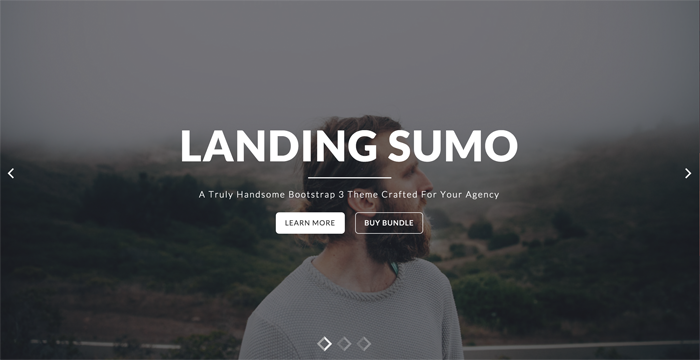 LANDING SUMO
A Truly Handsome Bootstrap 3 Theme Crafted For Your Agency
LEARN MORE
BUY BUNDLE